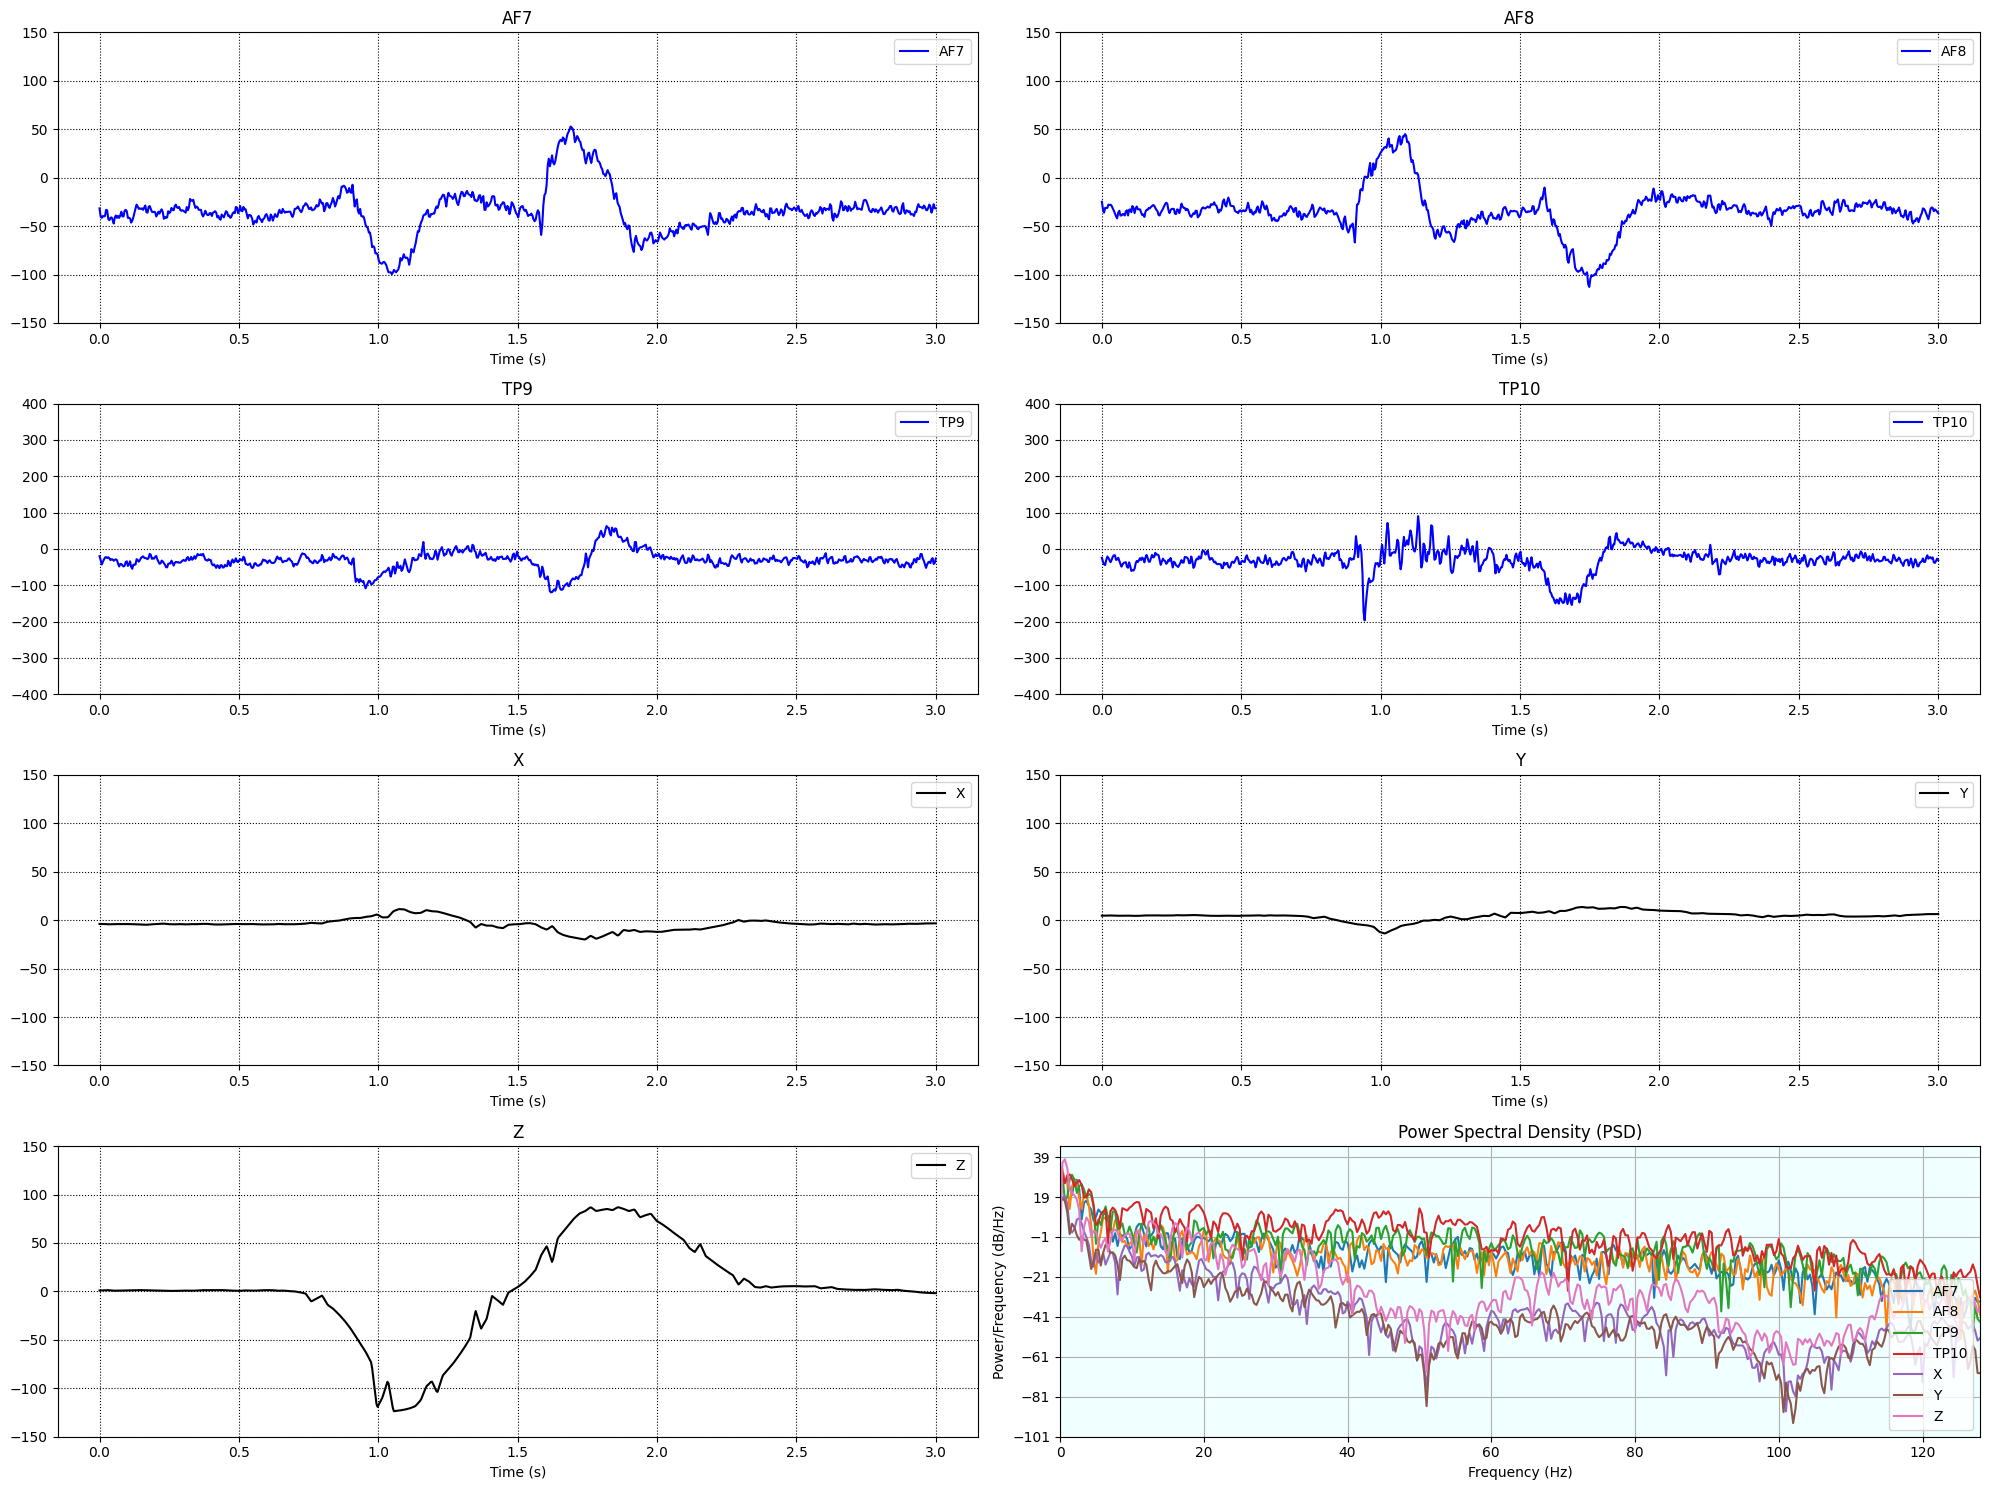 AF7
150
100
50
0
−50
−100
−150
AF7
0.0 0.5 1.0 1.5 2.0 2.5 3.0
Time (s)
AF8
150
100
50
0
−50
−100
−150
AF8
0.0 0.5 1.0 1.5 2.0 2.5 3.0
Time (s)
TP9
400
300
200
100
0
−100
−200
−300
−400
TP9
0.0 0.5 1.0 1.5 2.0 2.5 3.0
Time (s)
TP10
400
300
200
100
0
−100
−200
−300
−400
TP10
0.0 0.5 1.0 1.5 2.0 2.5 3.0
Time (s)
X
150
100
50
0
−50
−100
−150
X
0.0 0.5 1.0 1.5 2.0 2.5 3.0
Time (s)
Y
150
100
50
0
−50
−100
−150
Y
0.0 0.5 1.0 1.5 2.0 2.5 3.0
Time (s)
Z
150
100
50
0
−50
−100
−150
Z
0.0 0.5 1.0 1.5 2.0 2.5 3.0
Time (s)
Power Spectral Density (PSD)
Power/Frequency (dB/Hz)
39
19
−1
−21
−41
−61
−81
−101
AF7
AF8
TP9
TP10
X
Y
Z
0 20 40 60 80 100 120
Frequency (Hz)